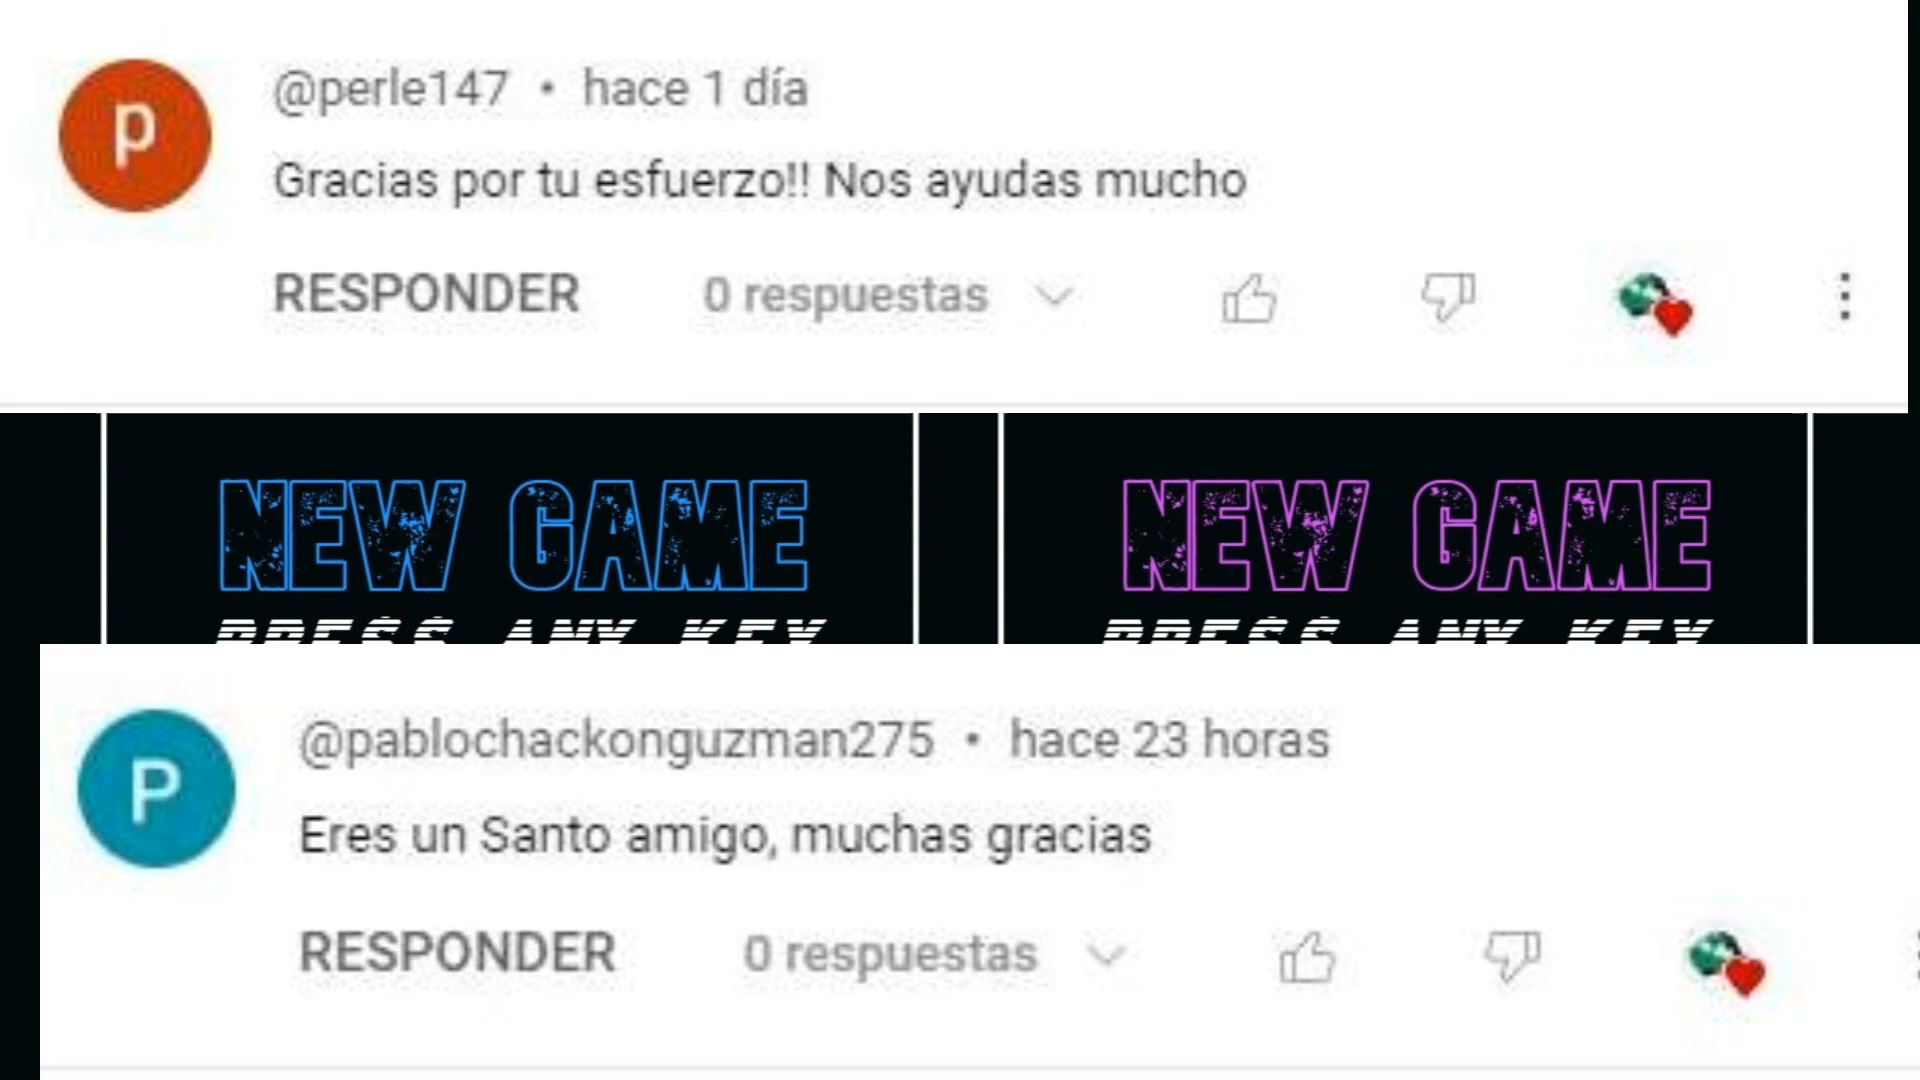 p
@perle147 • hace 1 día
Gracias por tu esfuerzo!! Nos ayudas mucho
RESPONDER 0 respuestas
NEW GAME NEW GAME
PRESS ANY KEY PRESS ANY KEY
P
@pablochackonguzman275 • hace 23 horas
Eres un Santo amigo, muchas gracias
RESPONDER 0 respuestas